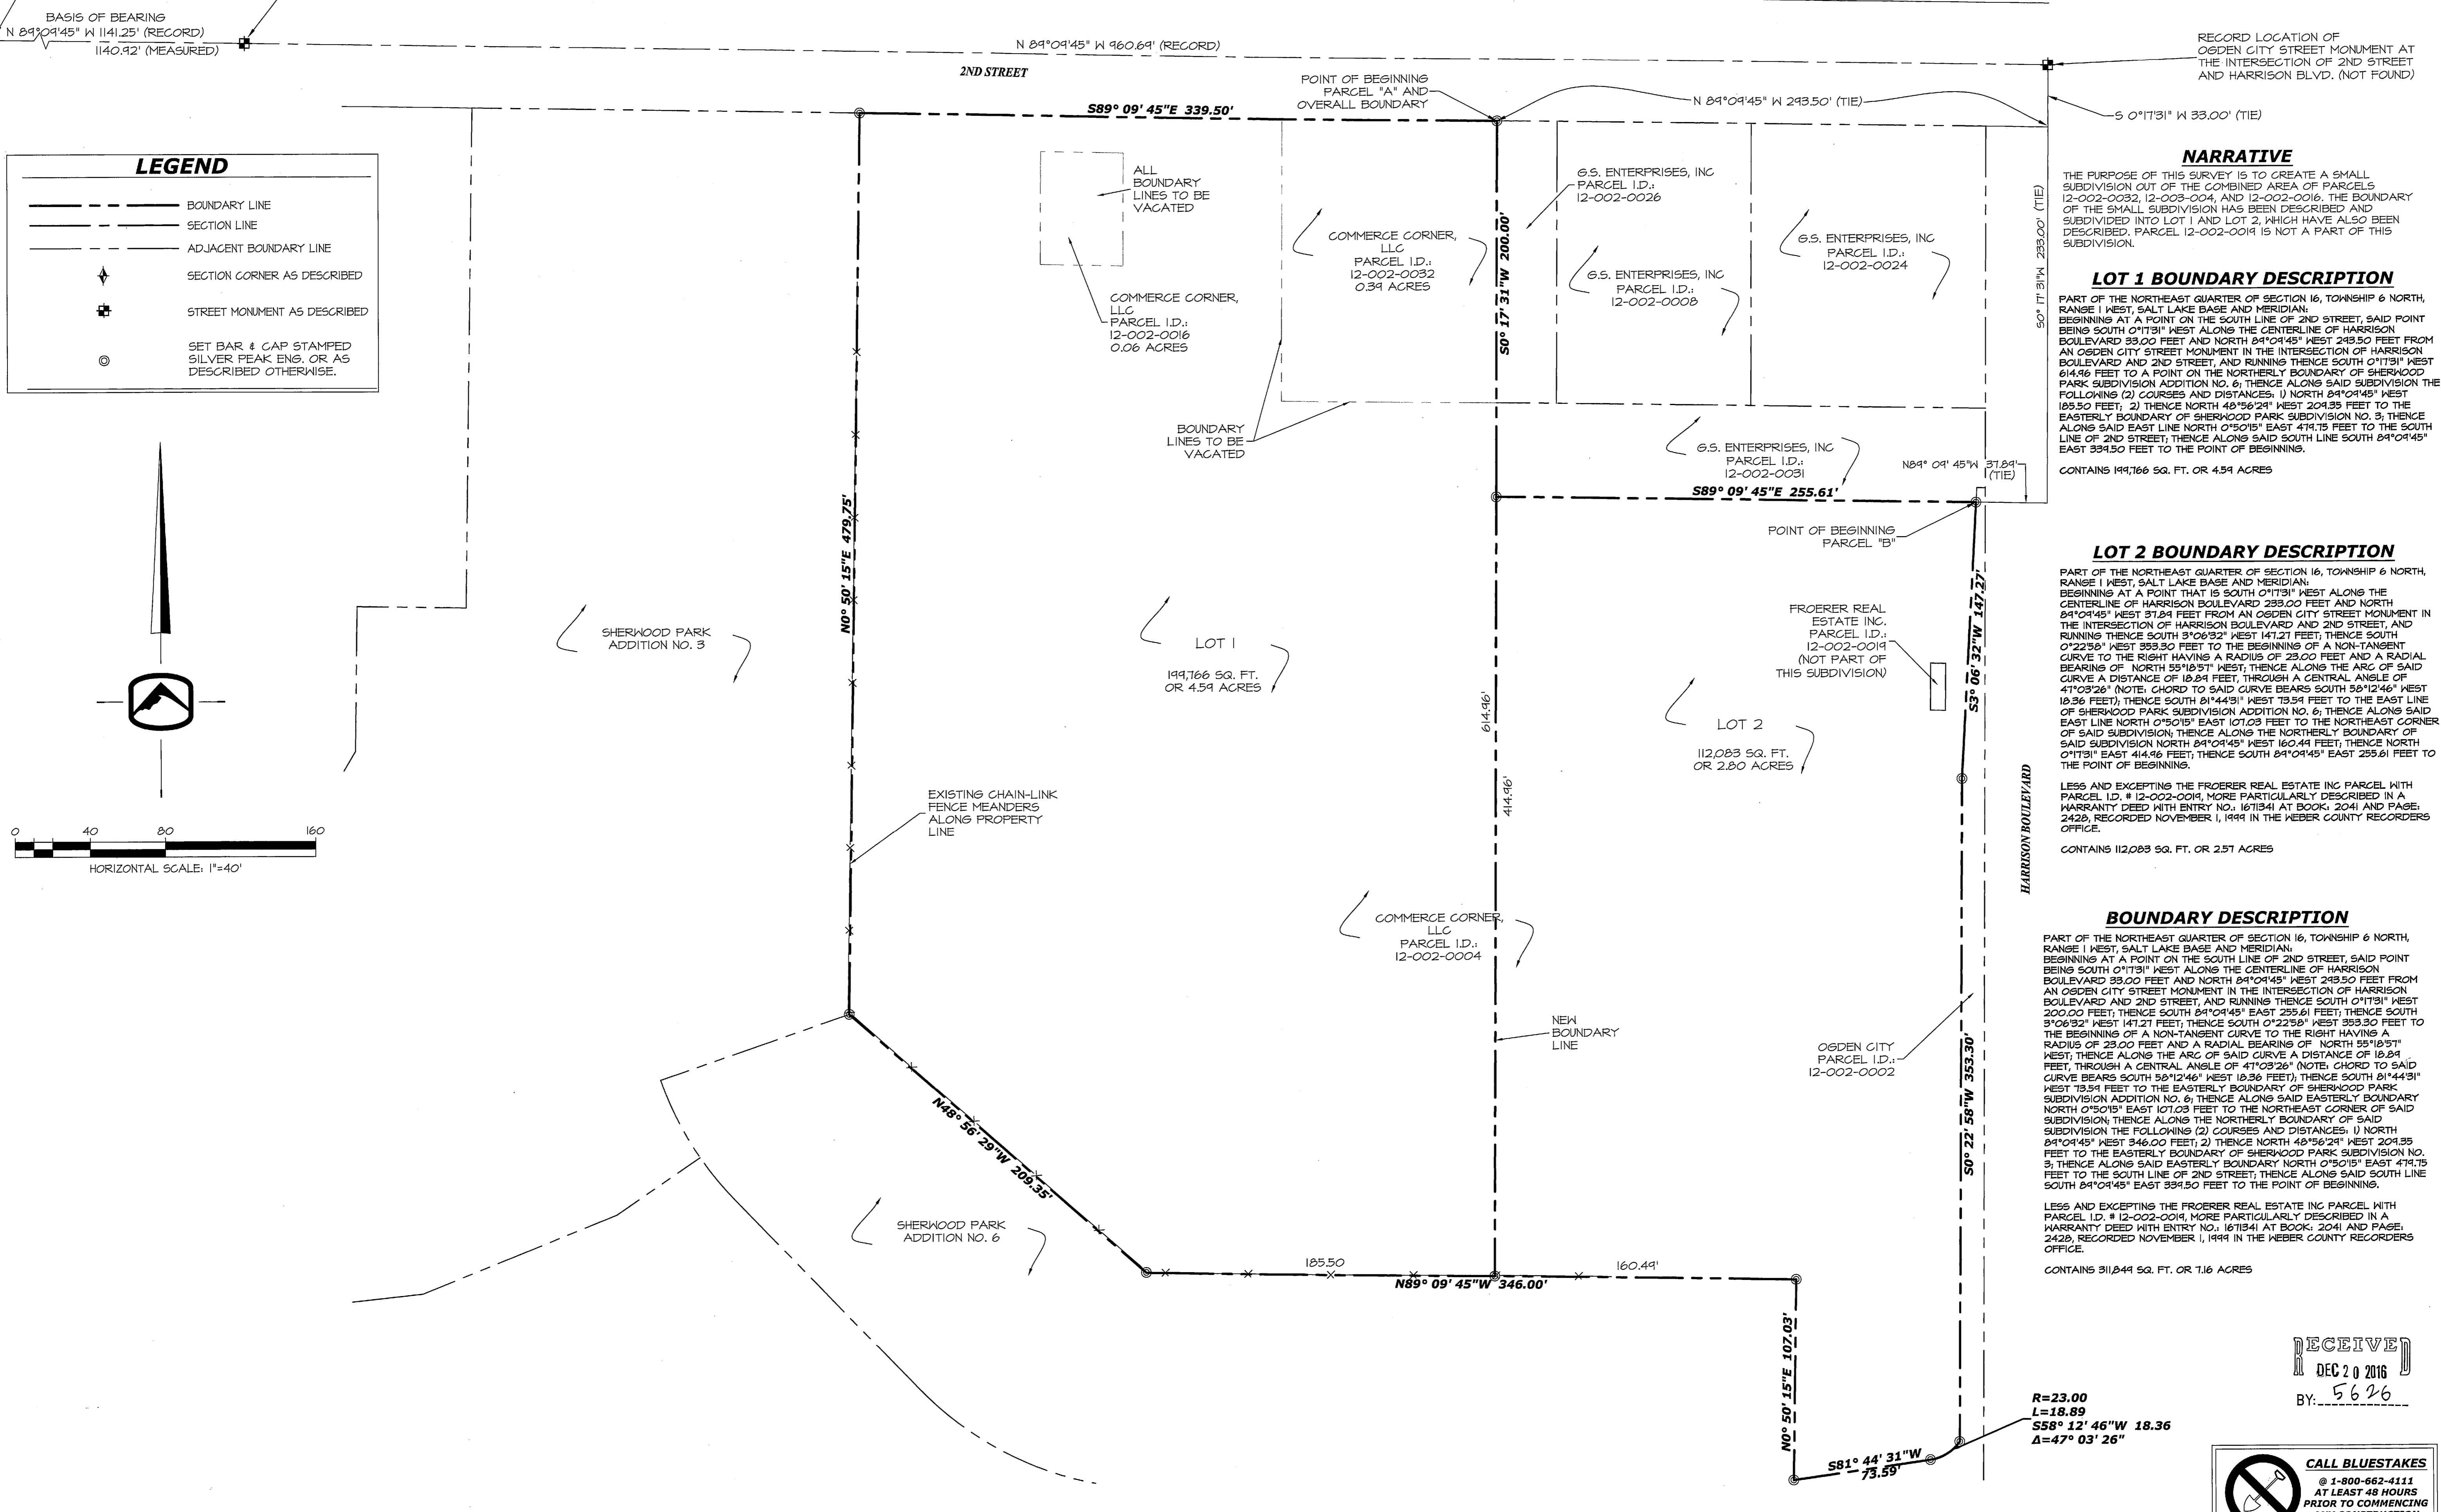 BASIS OF BEARING
N 89°09'45" W 1141.25' (RECORD)
1140.92' (MEASURED)
N 89°09'45" W 960.69' (RECORD)
2ND STREET
RECORD LOCATION OF
OGDEN CITY STREET MONUMENT AT
THE INTERSECTION OF 2ND STREET
AND HARRISON BLVD. (NOT FOUND)
POINT OF BEGINNING
PARCEL "A" AND
OVERALL BOUNDARY
N 89°09'45" W 293.50' (TIE)
S 0°17'31" W 33.00' (TIE)
S89° 09' 45"E 339.50'
LEGEND
BOUNDARY LINE
SECTION LINE
ADJACENT BOUNDARY LINE
SECTION CORNER AS DESCRIBED
STREET MONUMENT AS DESCRIBED
SET BAR & CAP STAMPED
SILVER PEAK ENG. OR AS
DESCRIBED OTHERWISE.
0 40 80 160
HORIZONTAL SCALE: 1"=40'
ALL
BOUNDARY
LINES TO BE
VACATED
COMMERCE CORNER,
LLC
PARCEL I.D.:
12-002-0016
0.06 ACRES
COMMERCE CORNER,
LLC
PARCEL I.D.:
12-002-0032
0.39 ACRES
S0° 17' 31"W 200.00'
G.S. ENTERPRISES, INC
PARCEL I.D.:
12-002-0026
G.S. ENTERPRISES, INC
PARCEL I.D.:
12-002-0008
G.S. ENTERPRISES, INC
PARCEL I.D.:
12-002-0024
S0° 17' 31"W 233.00' (TIE)
BOUNDARY
LINES TO BE
VACATED
G.S. ENTERPRISES, INC
PARCEL I.D.:
12-002-0031
N89° 09' 45"W 37.89'
(TIE)
S89° 09' 45"E 255.61'
POINT OF BEGINNING
PARCEL "B"
N0° 50' 15"E 479.75'
SHERWOOD PARK
ADDITION NO. 3
LOT 1
199,766 SQ. FT.
OR 4.59 ACRES
614.96'
414.96'
FROERER REAL
ESTATE INC.
PARCEL I.D.:
12-002-0019
(NOT PART OF
THIS SUBDIVISION)
S3° 06' 32"W 147.27'
LOT 2
112,083 SQ. FT.
OR 2.80 ACRES
HARRISON BOULEVARD
EXISTING CHAIN-LINK
FENCE MEANDERS
ALONG PROPERTY
LINE
COMMERCE CORNER,
LLC
PARCEL I.D.:
12-002-0004
NEW
BOUNDARY
LINE
OGDEN CITY
PARCEL I.D.:
12-002-0002
S0° 22' 58"W 353.30'
N48° 56' 29"W 209.35'
SHERWOOD PARK
ADDITION NO. 6
185.50
160.49'
N89° 09' 45"W 346.00'
N0° 50' 15"E 107.03'
S81° 44' 31"W
73.59'
R=23.00
L=18.89
S58° 12' 46"W 18.36
Δ=47° 03' 26"
NARRATIVE
THE PURPOSE OF THIS SURVEY IS TO CREATE A SMALL
SUBDIVISION OUT OF THE COMBINED AREA OF PARCELS
12-002-0032, 12-003-004, AND 12-002-0016. THE BOUNDARY
OF THE SMALL SUBDIVISION HAS BEEN DESCRIBED AND
SUBDIVIDED INTO LOT 1 AND LOT 2, WHICH HAVE ALSO BEEN
DESCRIBED. PARCEL 12-002-0019 IS NOT A PART OF THIS
SUBDIVISION.
LOT 1 BOUNDARY DESCRIPTION
PART OF THE NORTHEAST QUARTER OF SECTION 16, TOWNSHIP 6 NORTH,
RANGE 1 WEST, SALT LAKE BASE AND MERIDIAN:
BEGINNING AT A POINT ON THE SOUTH LINE OF 2ND STREET, SAID POINT
BEING SOUTH 0°17'31" WEST ALONG THE CENTERLINE OF HARRISON
BOULEVARD 33.00 FEET AND NORTH 89°09'45" WEST 293.50 FEET FROM
AN OGDEN CITY STREET MONUMENT IN THE INTERSECTION OF HARRISON
BOULEVARD AND 2ND STREET, AND RUNNING THENCE SOUTH 0°17'31" WEST
614.96 FEET TO A POINT ON THE NORTHERLY BOUNDARY OF SHERWOOD
PARK SUBDIVISION ADDITION NO. 6; THENCE ALONG SAID SUBDIVISION THE
FOLLOWING (2) COURSES AND DISTANCES: 1) NORTH 89°09'45" WEST
185.50 FEET; 2) THENCE NORTH 48°56'29" WEST 209.35 FEET TO THE
EASTERLY BOUNDARY OF SHERWOOD PARK SUBDIVISION NO. 3; THENCE
ALONG SAID EAST LINE NORTH 0°50'15" EAST 479.75 FEET TO THE SOUTH
LINE OF 2ND STREET; THENCE ALONG SAID SOUTH LINE SOUTH 89°09'45"
EAST 339.50 FEET TO THE POINT OF BEGINNING.
CONTAINS 199,766 SQ. FT. OR 4.59 ACRES
LOT 2 BOUNDARY DESCRIPTION
PART OF THE NORTHEAST QUARTER OF SECTION 16, TOWNSHIP 6 NORTH,
RANGE 1 WEST, SALT LAKE BASE AND MERIDIAN:
BEGINNING AT A POINT THAT IS SOUTH 0°17'31" WEST ALONG THE
CENTERLINE OF HARRISON BOULEVARD 233.00 FEET AND NORTH
89°09'45" WEST 37.89 FEET FROM AN OGDEN CITY STREET MONUMENT IN
THE INTERSECTION OF HARRISON BOULEVARD AND 2ND STREET, AND
RUNNING THENCE SOUTH 3°06'32" WEST 147.27 FEET; THENCE SOUTH
0°22'58" WEST 353.30 FEET TO THE BEGINNING OF A NON-TANGENT
CURVE TO THE RIGHT HAVING A RADIUS OF 23.00 FEET AND A RADIAL
BEARING OF NORTH 55°18'57" WEST; THENCE ALONG THE ARC OF SAID
CURVE A DISTANCE OF 18.89 FEET, THROUGH A CENTRAL ANGLE OF
47°03'26" (NOTE: CHORD TO SAID CURVE BEARS SOUTH 58°12'46" WEST
18.36 FEET); THENCE SOUTH 81°44'31" WEST 73.59 FEET TO THE EAST LINE
OF SHERWOOD PARK SUBDIVISION ADDITION NO. 6; THENCE ALONG SAID
EAST LINE NORTH 0°50'15" EAST 107.03 FEET TO THE NORTHEAST CORNER
OF SAID SUBDIVISION; THENCE ALONG THE NORTHERLY BOUNDARY OF
SAID SUBDIVISION NORTH 89°09'45" WEST 160.49 FEET; THENCE NORTH
0°17'31" EAST 414.96 FEET; THENCE SOUTH 89°09'45" EAST 255.61 FEET TO
THE POINT OF BEGINNING.
LESS AND EXCEPTING THE FROERER REAL ESTATE INC PARCEL WITH
PARCEL I.D. # 12-002-0019, MORE PARTICULARLY DESCRIBED IN A
WARRANTY DEED WITH ENTRY NO.: 1671341 AT BOOK: 2041 AND PAGE:
2428, RECORDED NOVEMBER 1, 1999 IN THE WEBER COUNTY RECORDERS
OFFICE.
CONTAINS 112,083 SQ. FT. OR 2.57 ACRES
BOUNDARY DESCRIPTION
PART OF THE NORTHEAST QUARTER OF SECTION 16, TOWNSHIP 6 NORTH,
RANGE 1 WEST, SALT LAKE BASE AND MERIDIAN:
BEGINNING AT A POINT ON THE SOUTH LINE OF 2ND STREET, SAID POINT
BEING SOUTH 0°17'31" WEST ALONG THE CENTERLINE OF HARRISON
BOULEVARD 33.00 FEET AND NORTH 89°09'45" WEST 293.50 FEET FROM
AN OGDEN CITY STREET MONUMENT IN THE INTERSECTION OF HARRISON
BOULEVARD AND 2ND STREET, AND RUNNING THENCE SOUTH 0°17'31" WEST
200.00 FEET; THENCE SOUTH 89°09'45" EAST 255.61 FEET; THENCE SOUTH
3°06'32" WEST 147.27 FEET; THENCE SOUTH 0°22'58" WEST 353.30 FEET TO
THE BEGINNING OF A NON-TANGENT CURVE TO THE RIGHT HAVING A
RADIUS OF 23.00 FEET AND A RADIAL BEARING OF NORTH 55°18'57"
WEST; THENCE ALONG THE ARC OF SAID CURVE A DISTANCE OF 18.89
FEET, THROUGH A CENTRAL ANGLE OF 47°03'26" (NOTE: CHORD TO SAID
CURVE BEARS SOUTH 58°12'46" WEST 18.36 FEET); THENCE SOUTH 81°44'31"
WEST 73.59 FEET TO THE EASTERLY BOUNDARY OF SHERWOOD PARK
SUBDIVISION ADDITION NO. 6; THENCE ALONG SAID EASTERLY BOUNDARY
NORTH 0°50'15" EAST 107.03 FEET TO THE NORTHEAST CORNER OF SAID
SUBDIVISION; THENCE ALONG THE NORTHERLY BOUNDARY OF SAID
SUBDIVISION THE FOLLOWING (2) COURSES AND DISTANCES: 1) NORTH
89°09'45" WEST 346.00 FEET; 2) THENCE NORTH 48°56'29" WEST 209.35
FEET TO THE EASTERLY BOUNDARY OF SHERWOOD PARK SUBDIVISION NO.
3; THENCE ALONG SAID EASTERLY BOUNDARY NORTH 0°50'15" EAST 479.75
FEET TO THE SOUTH LINE OF 2ND STREET; THENCE ALONG SAID SOUTH LINE
SOUTH 89°09'45" EAST 339.50 FEET TO THE POINT OF BEGINNING.
LESS AND EXCEPTING THE FROERER REAL ESTATE INC PARCEL WITH
PARCEL I.D. # 12-002-0019, MORE PARTICULARLY DESCRIBED IN A
WARRANTY DEED WITH ENTRY NO.: 1671341 AT BOOK: 2041 AND PAGE:
2428, RECORDED NOVEMBER 1, 1999 IN THE WEBER COUNTY RECORDERS
OFFICE.
CONTAINS 311,849 SQ. FT. OR 7.16 ACRES
RECEIVED
DEC 20 2016
BY: 5626
CALL BLUESTAKES
@ 1-800-662-4111
AT LEAST 48 HOURS
PRIOR TO COMMENCING